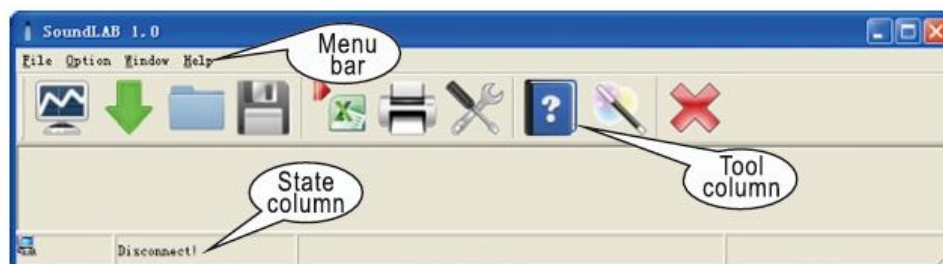 SoundLAB 1.0
Menu
bar
File Option Window Help
?
Tool
column
State
column
Disconnect!